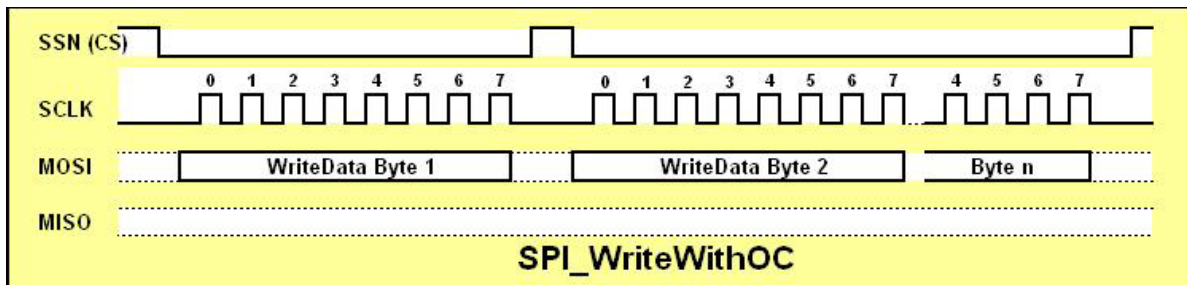 SSN (CS)
0 1 2 3 4 5 6 7 0 1 2 3 4 5 6 7 4 5 6 7
SCLK
MOSI WriteData Byte 1 WriteData Byte 2 Byte n
MISO
SPI_WriteWithOC